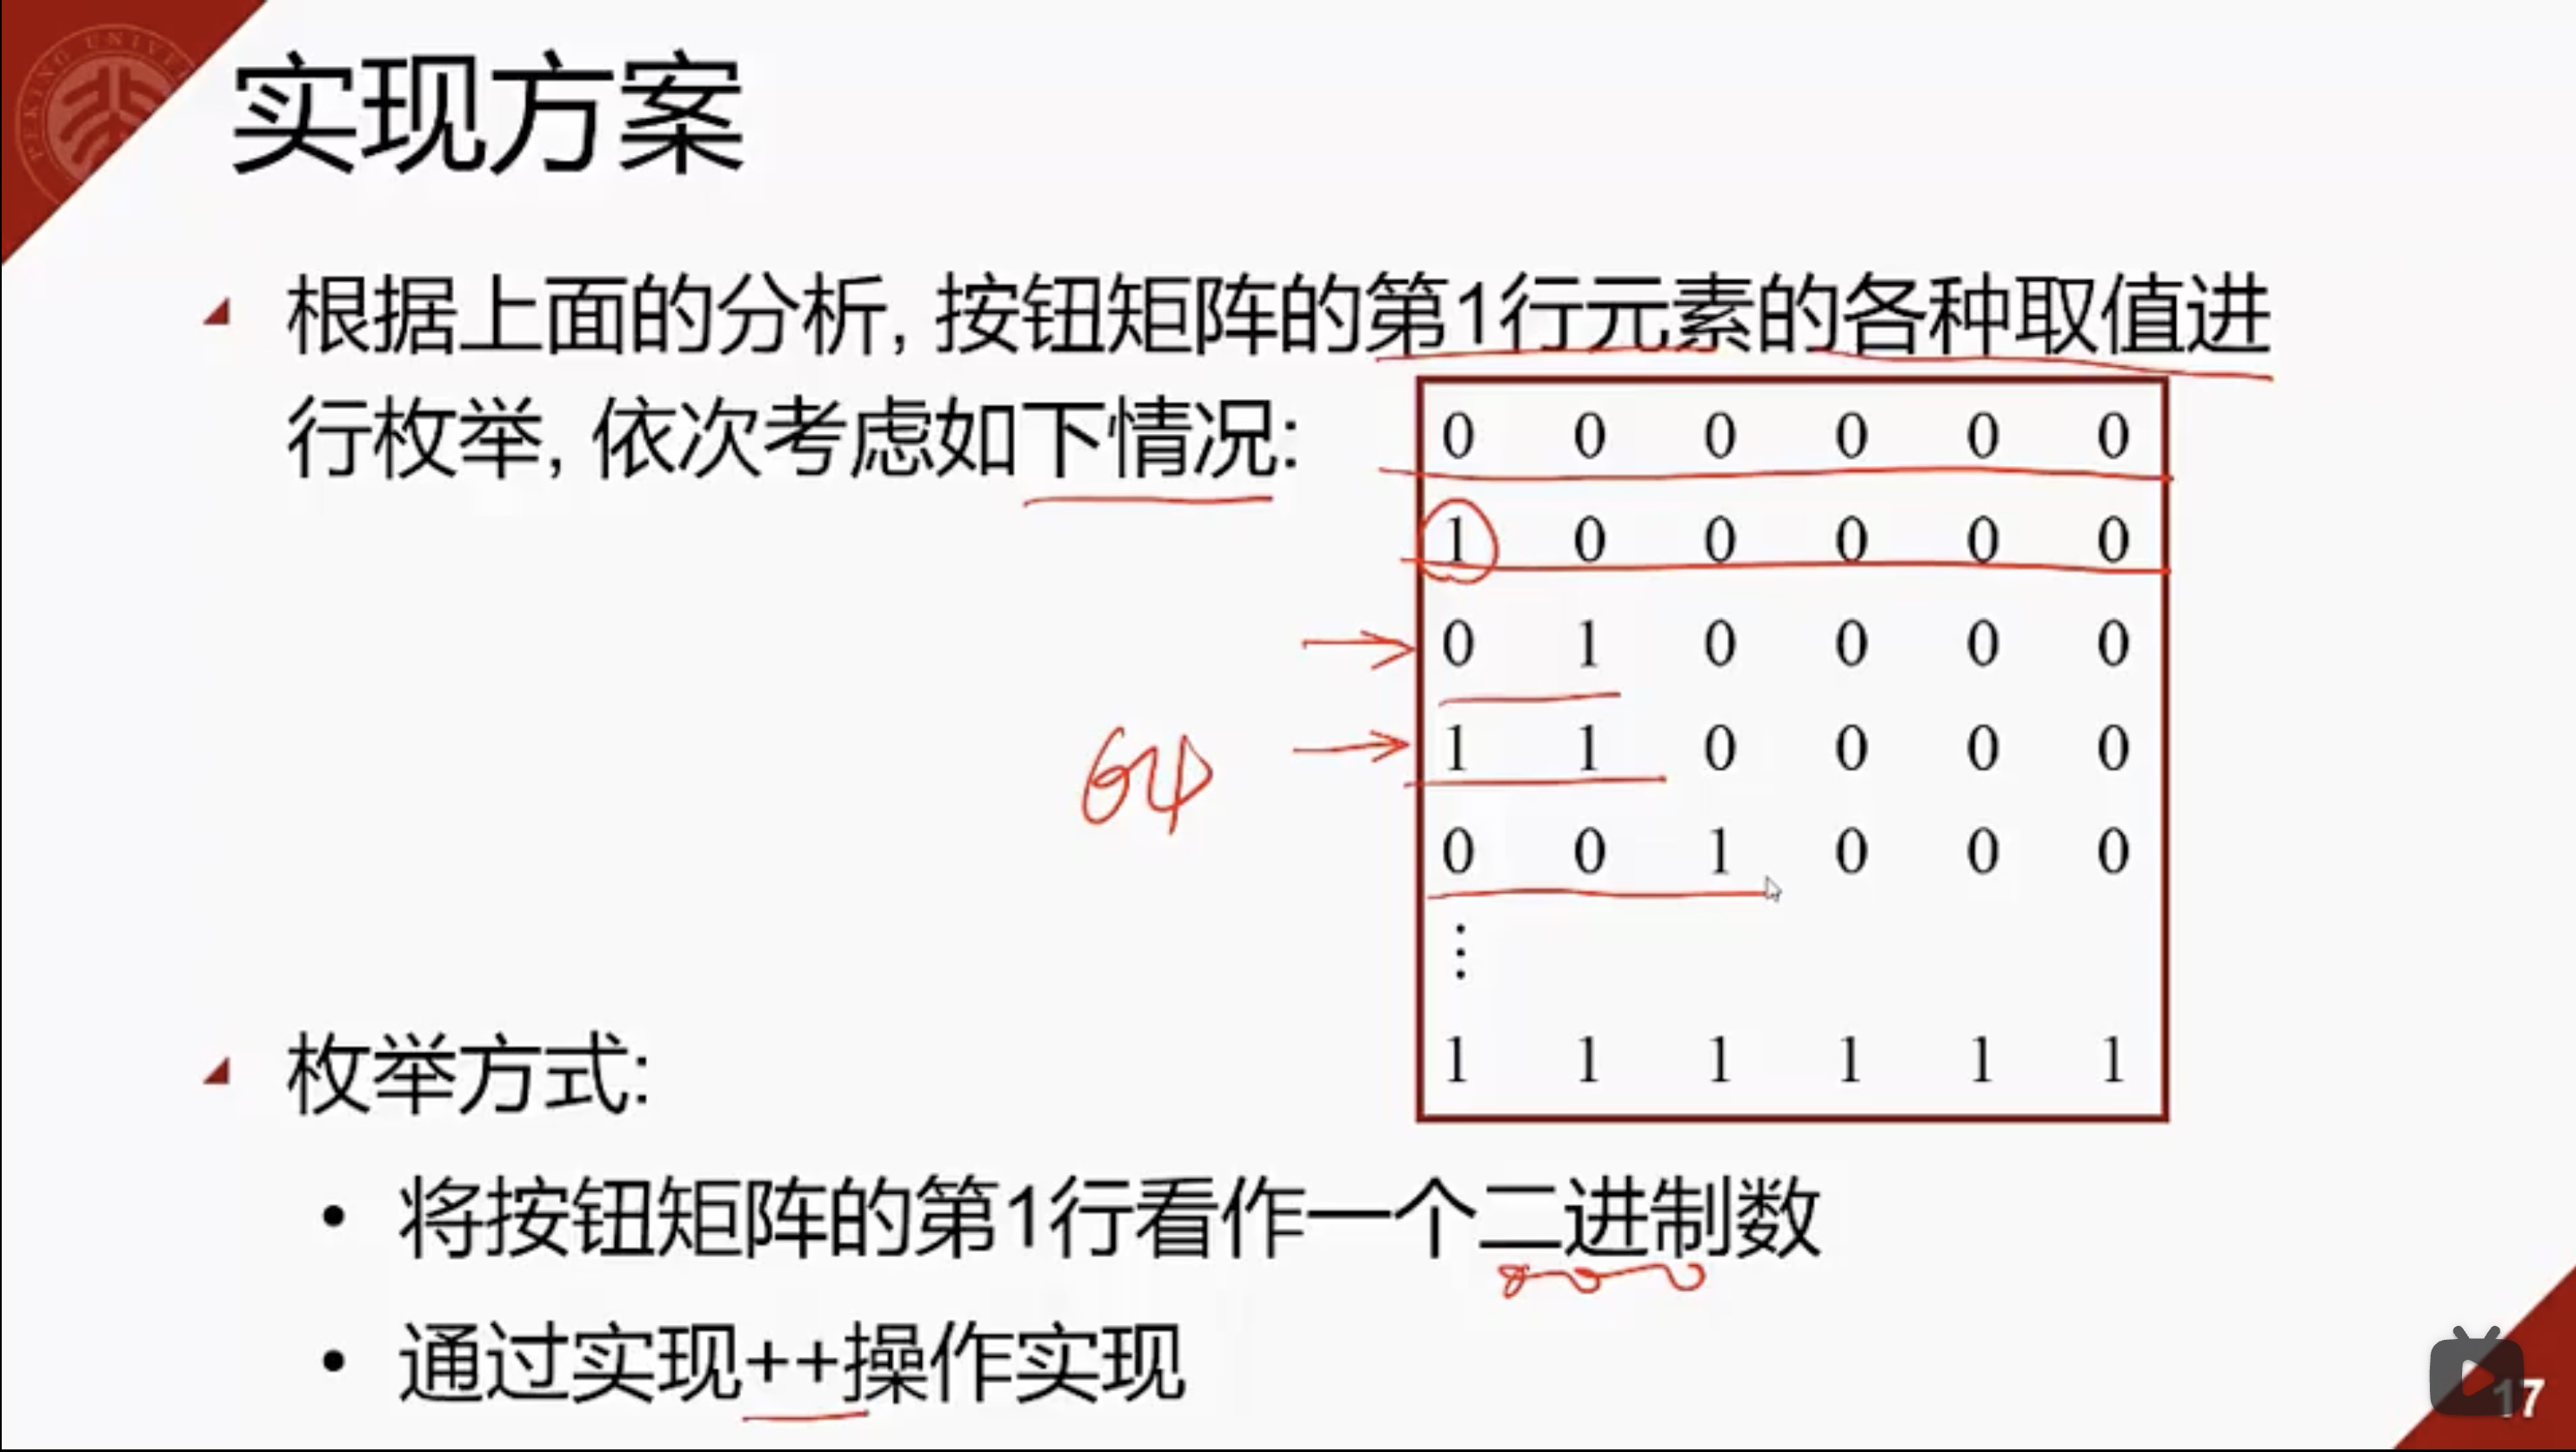 实现方案
根据上面的分析, 按钮矩阵的第1行元素的各种取值进
行枚举, 依次考虑如下情况:
0 0 0 0 0 0
1 0 0 0 0 0
0 1 0 0 0 0
1 1 0 0 0 0
64
0 0 1 0 0 0
⋮
1 1 1 1 1 1
枚举方式:
• 将按钮矩阵的第1行看作一个二进制数
• 通过实现++操作实现
17